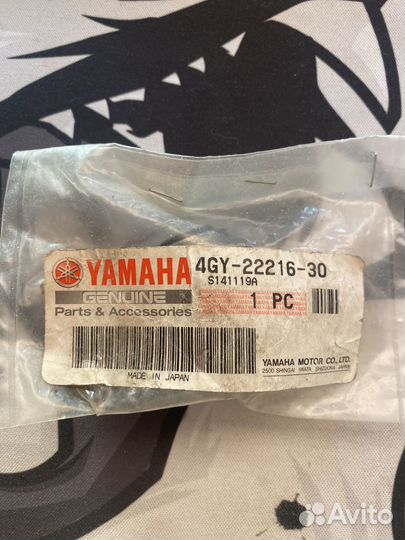 YAMAHA
GENUINE
Parts & Accessories
4GY-22216-30
S141119A
1 PC
MADE IN JAPAN
YAMAHA MOTOR CO., LTD.
2500 SHINGAI IWATA SHIZUOKA JAPAN
Avito